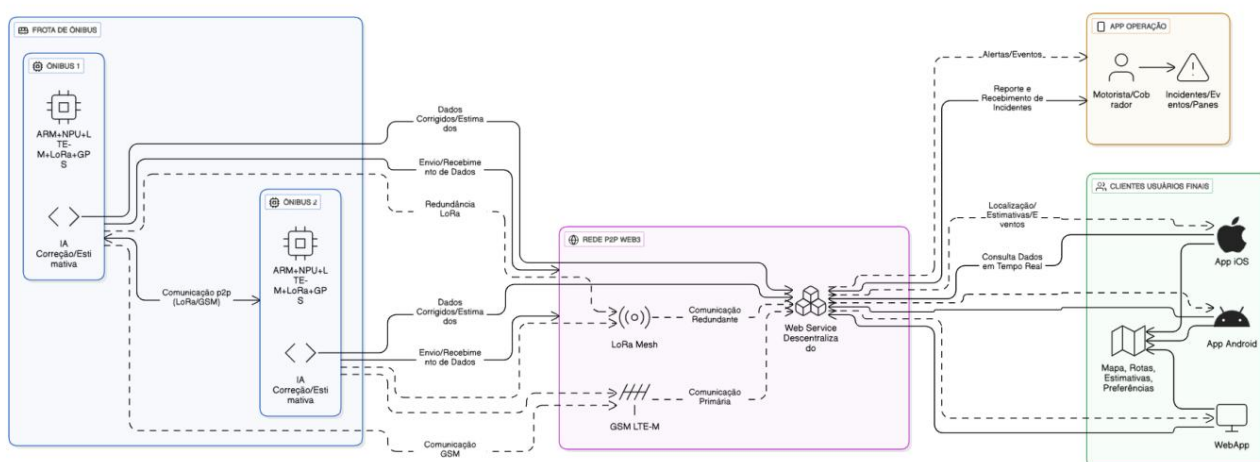 FROTA DE ÔNIBUS
ÔNIBUS 1
ARM+NPU+L
TE-
M+LoRa+GP
S
IA
Correção/Esti
mativa
ÔNIBUS 2
ARM+NPU+L
TE-
M+LoRa+GP
S
IA
Correção/Esti
mativa
Comunicação p2p
(LoRa/GSM)
Dados
Corrigidos/Estima
dos
Envio/Recebime
nto de Dados
Redundância
LoRa
Dados
Corrigidos/Estima
dos
Envio/Recebime
nto de Dados
Comunicação
GSM
REDE P2P WEB3
LoRa Mesh
Comunicação
Redundante
GSM LTE-M
Comunicação
Primária
Web Service
Descentraliza
do
Alertas/Eventos
Reporte e
Recebimento de
Incidentes
APP OPERAÇÃO
Motorista/Cob
rador
Incidentes/Ev
entos/Panes
CLIENTES USUÁRIOS FINAIS
Localização/
Estimativas/E
ventos
Consulta Dados
em Tempo Real
App iOS
App Android
Mapa, Rotas,
Estimativas,
Preferências
WebApp